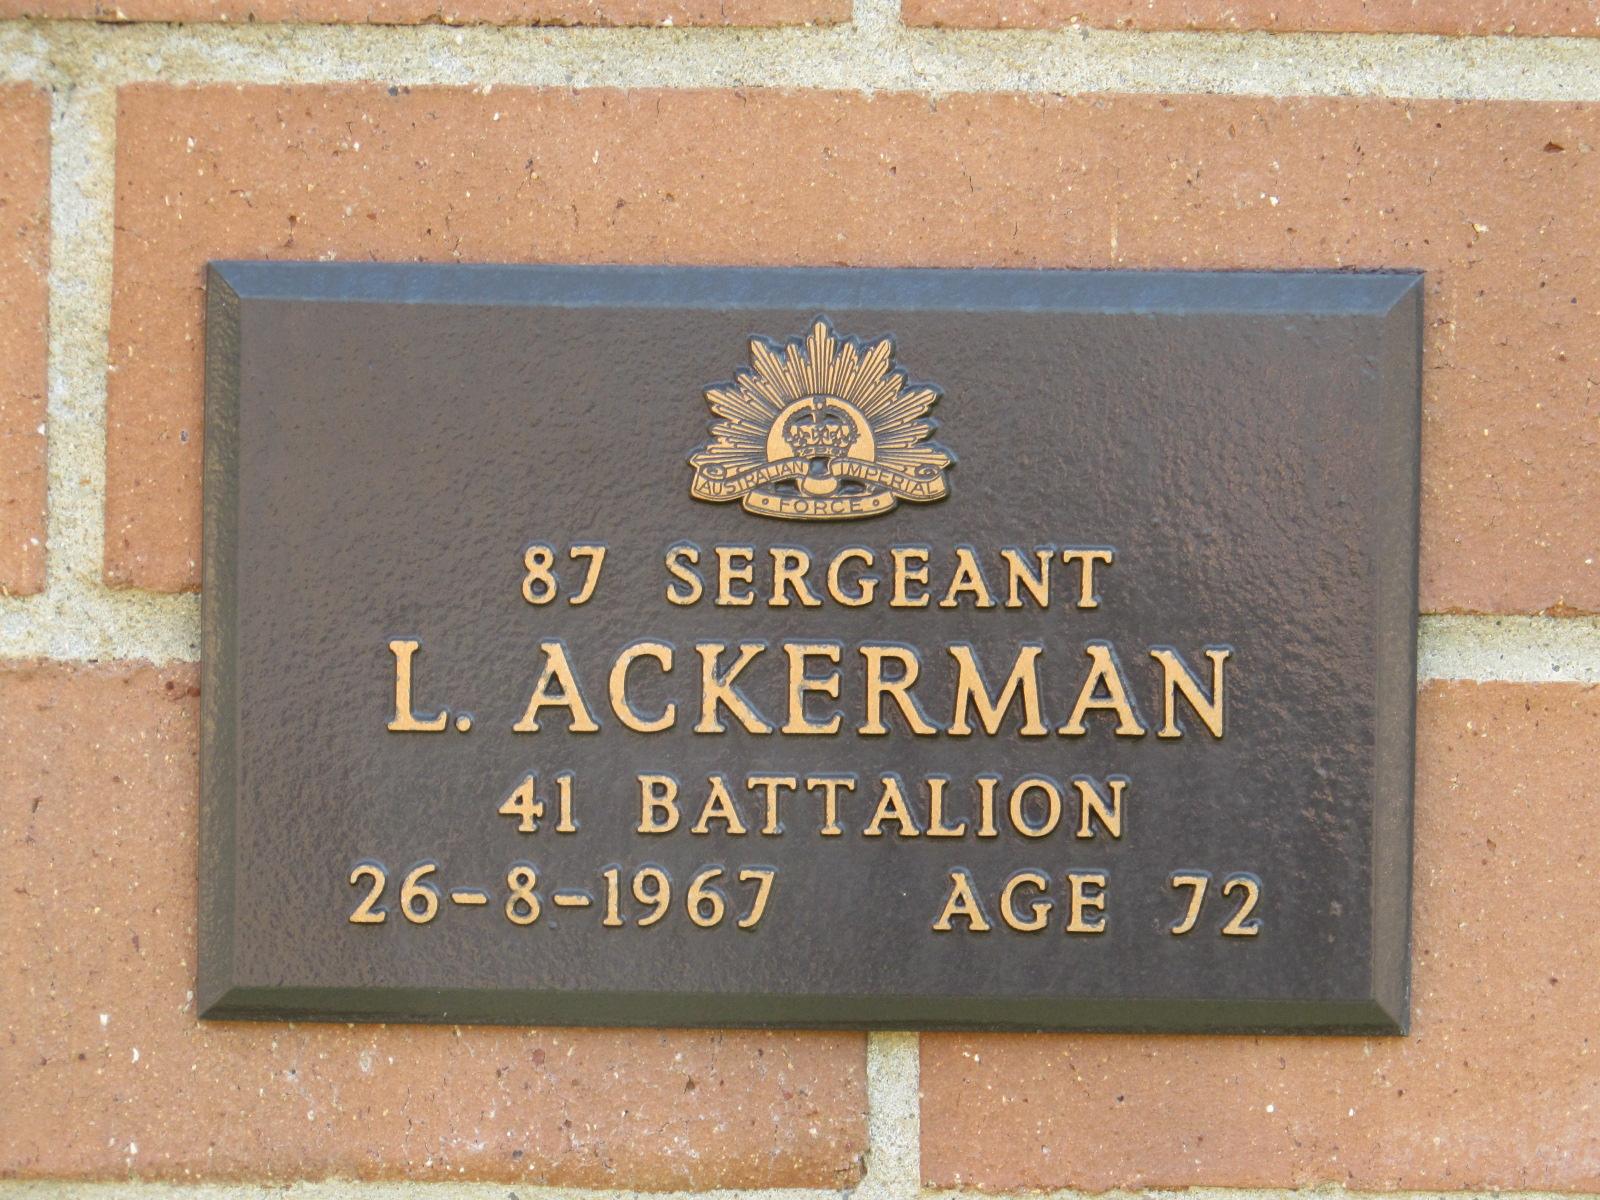 AUSTRALIAN IMPERIAL
FORCE
87 SERGEANT
L. ACKERMAN
41 BATTALION
26-8-1967 AGE 72